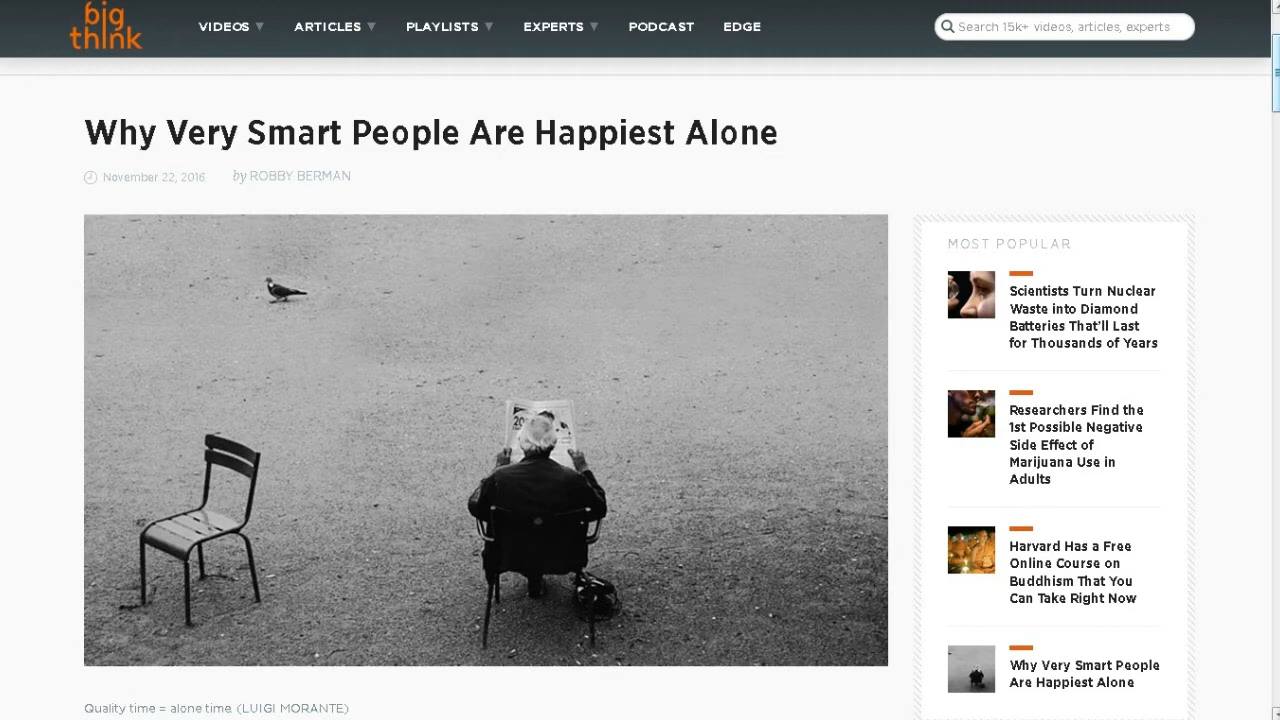 big
think
VIDEOS ARTICLES PLAYLISTS EXPERTS PODCAST EDGE
Search 15k+ videos, articles, experts
Why Very Smart People Are Happiest Alone
November 22, 2016 by ROBBY BERMAN
20
Quality time = alone time. (LUIGI MORANTE)
MOST POPULAR
Scientists Turn Nuclear
Waste into Diamond
Batteries That'll Last
for Thousands of Years
Researchers Find the
1st Possible Negative
Side Effect of
Marijuana Use in
Adults
Harvard Has a Free
Online Course on
Buddhism That You
Can Take Right Now
Why Very Smart People
Are Happiest Alone